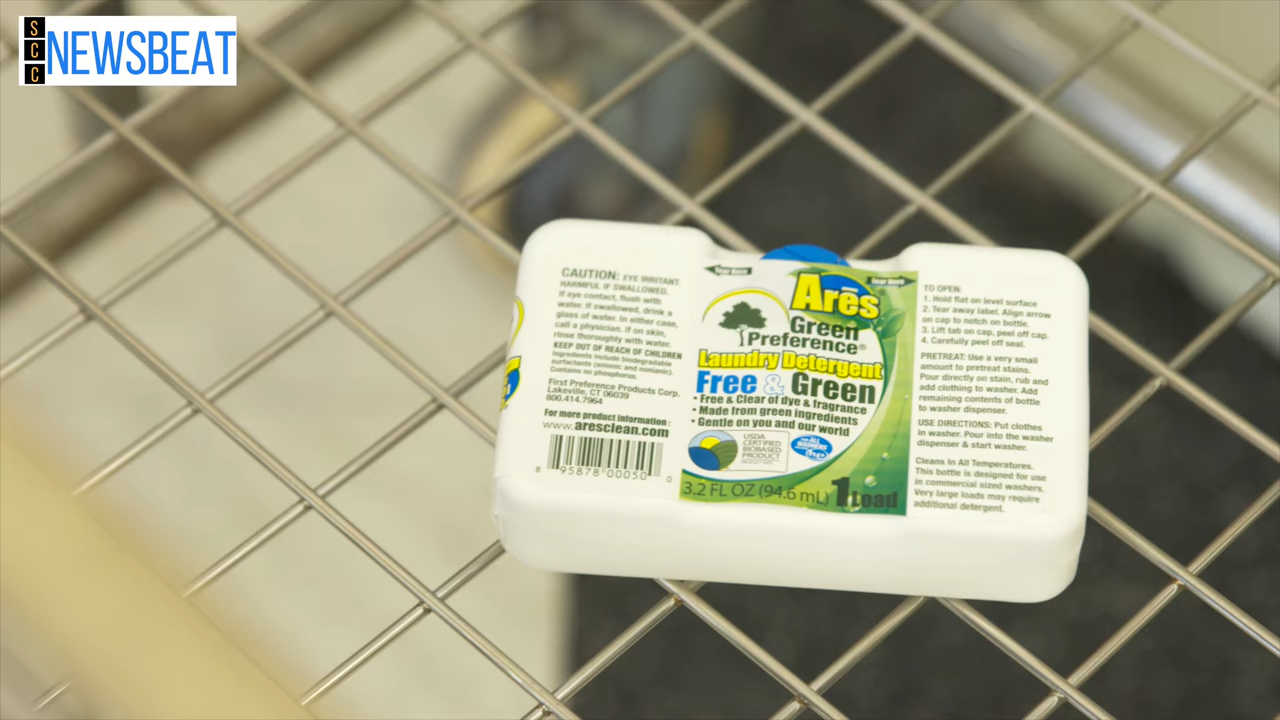 SCC NEWSBEAT
CAUTION: EYE IRRITANT.
HARMFUL IF SWALLOWED.
If eye contact, flush with
water. If swallowed, drink a
glass of water. In either case,
call a physician. If on skin,
rinse thoroughly with water.
KEEP OUT OF REACH OF CHILDREN
Ingredients include biodegradable
surfactants (anionic and nonionic).
Contains no phosphorus.
First Preference Products Corp.
Lakeville, CT 06039
800.414.7964
For more product information :
www.aresclean.com
8 95878 00050 0
Tear Here
Tear Here
Arēs
Green
Preference®
Laundry Detergent
Free & Green
• Free & Clear of dye & fragrance
• Made from green ingredients
• Gentle on you and our world
USDA
CERTIFIED
BIOBASED
PRODUCT
FOR ALL
WASHERS
he
3.2 FL OZ (94.6 mL) 1 Load
TO OPEN:
1. Hold flat on level surface
2. Tear away label. Align arrow
on cap to notch on bottle.
3. Lift tab on cap, peel off cap.
4. Carefully peel off seal.
PRETREAT: Use a very small
amount to pretreat stains.
Pour directly on stain, rub and
add clothing to washer. Add
remaining contents of bottle
to washer dispenser.
USE DIRECTIONS: Put clothes
in washer. Pour into the washer
dispenser & start washer.
Cleans In All Temperatures.
This bottle is designed for use
in commercial sized washers.
Very large loads may require
additional detergent.